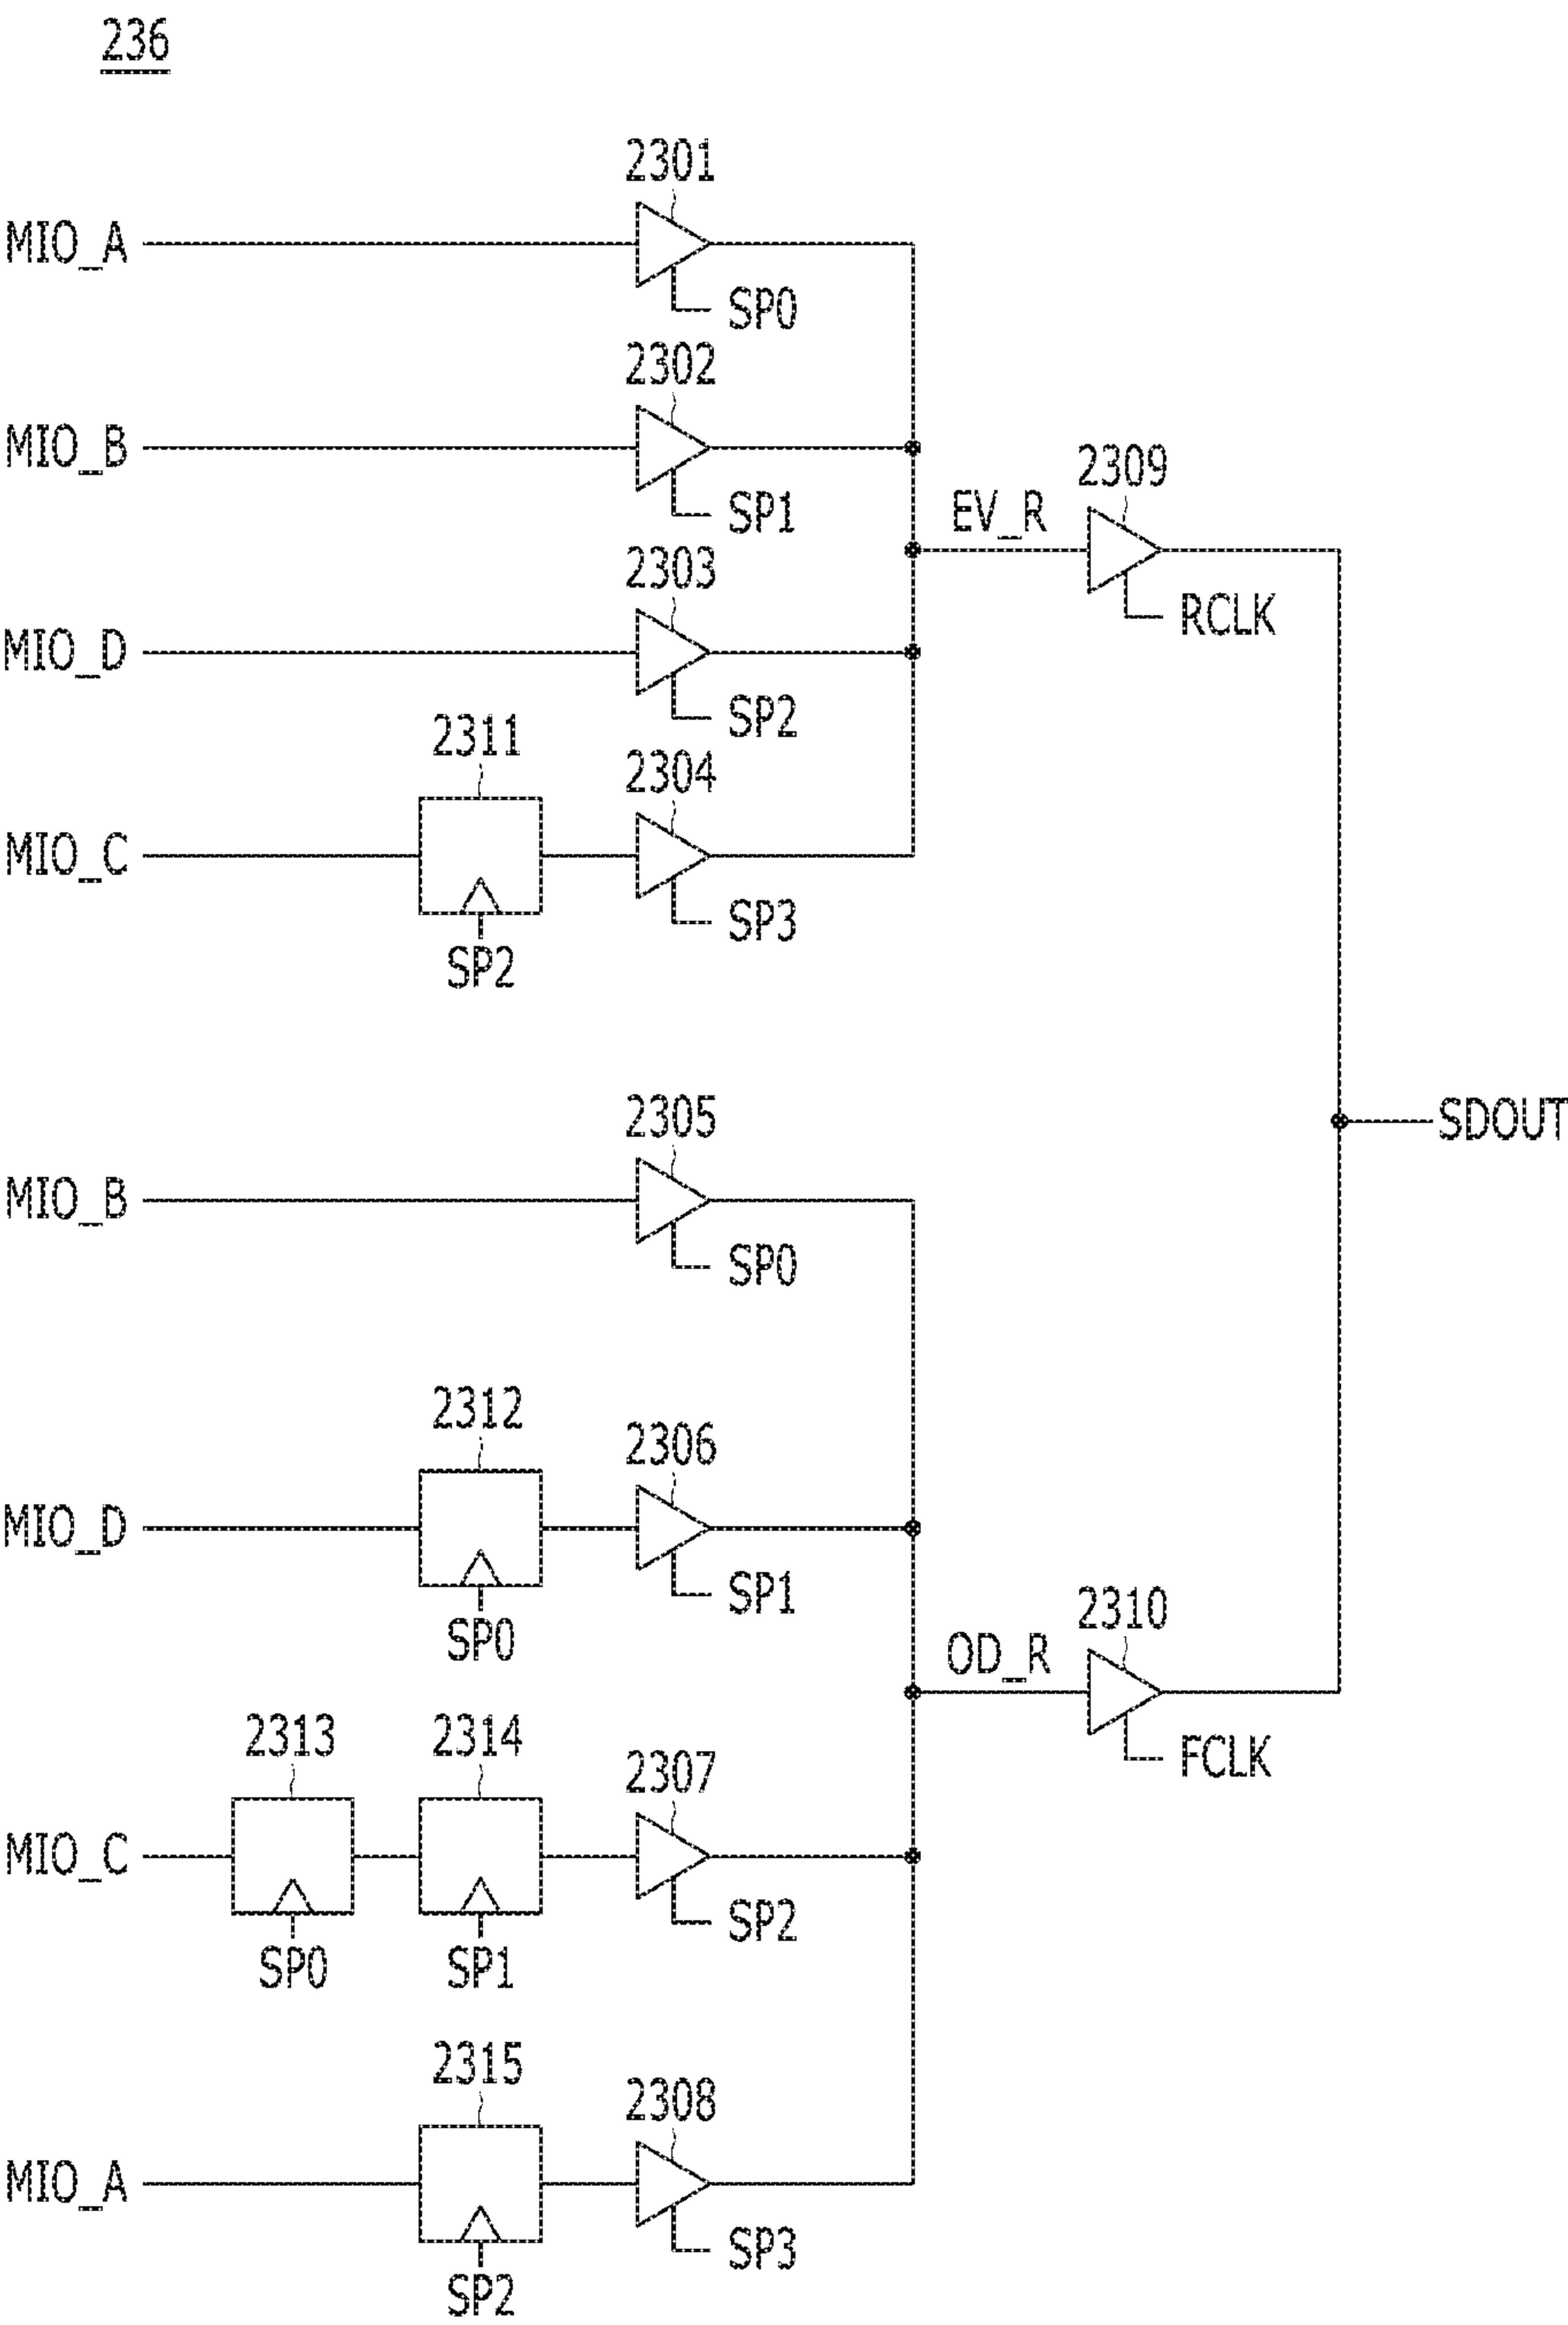 236
2301
MIO_A
SP0
2302
MIO_B
SP1
2309
EV_R
RCLK
2303
MIO_D
SP2
2311
2304
MIO_C
SP3
SP2
2305
SDOUT
MIO_B
SP0
2312
2306
MIO_D
SP1
SP0
2310
OD_R
FCLK
2313
2314
2307
MIO_C
SP2
SP0
SP1
2315
2308
MIO_A
SP3
SP2